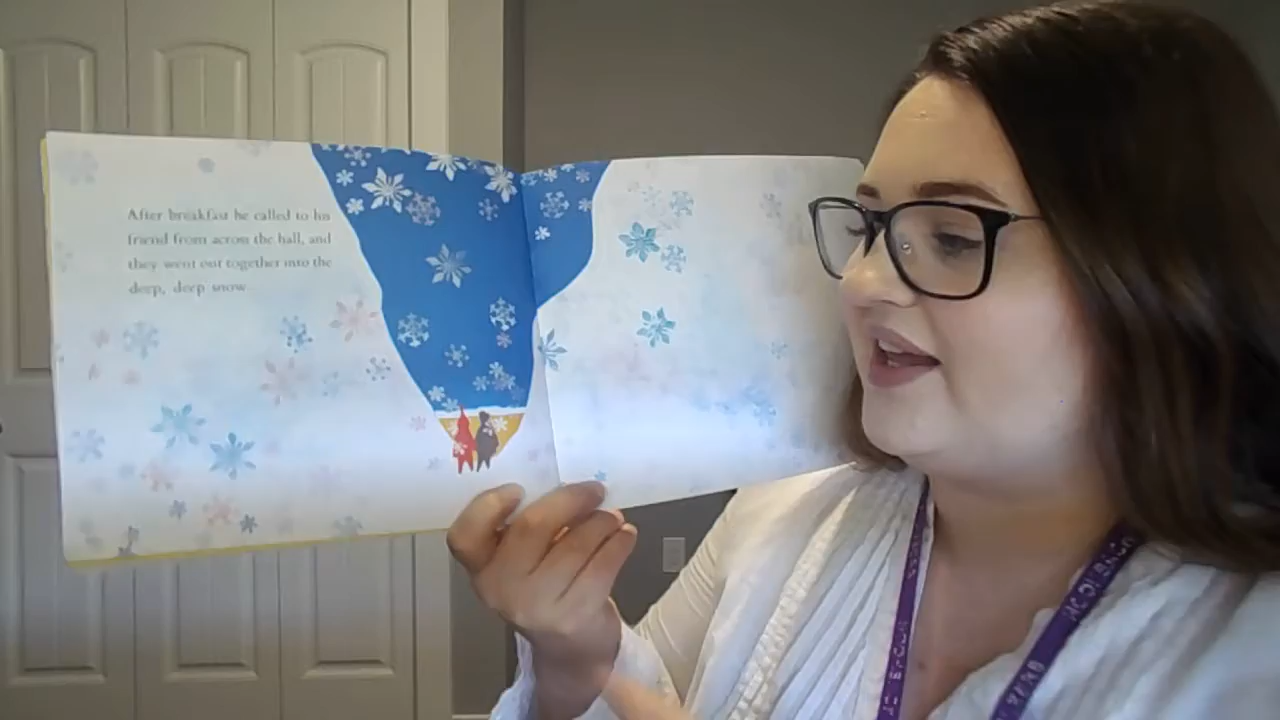 After breakfast he called to his
friend from across the hall, and
they went out together into the
deep, deep snow